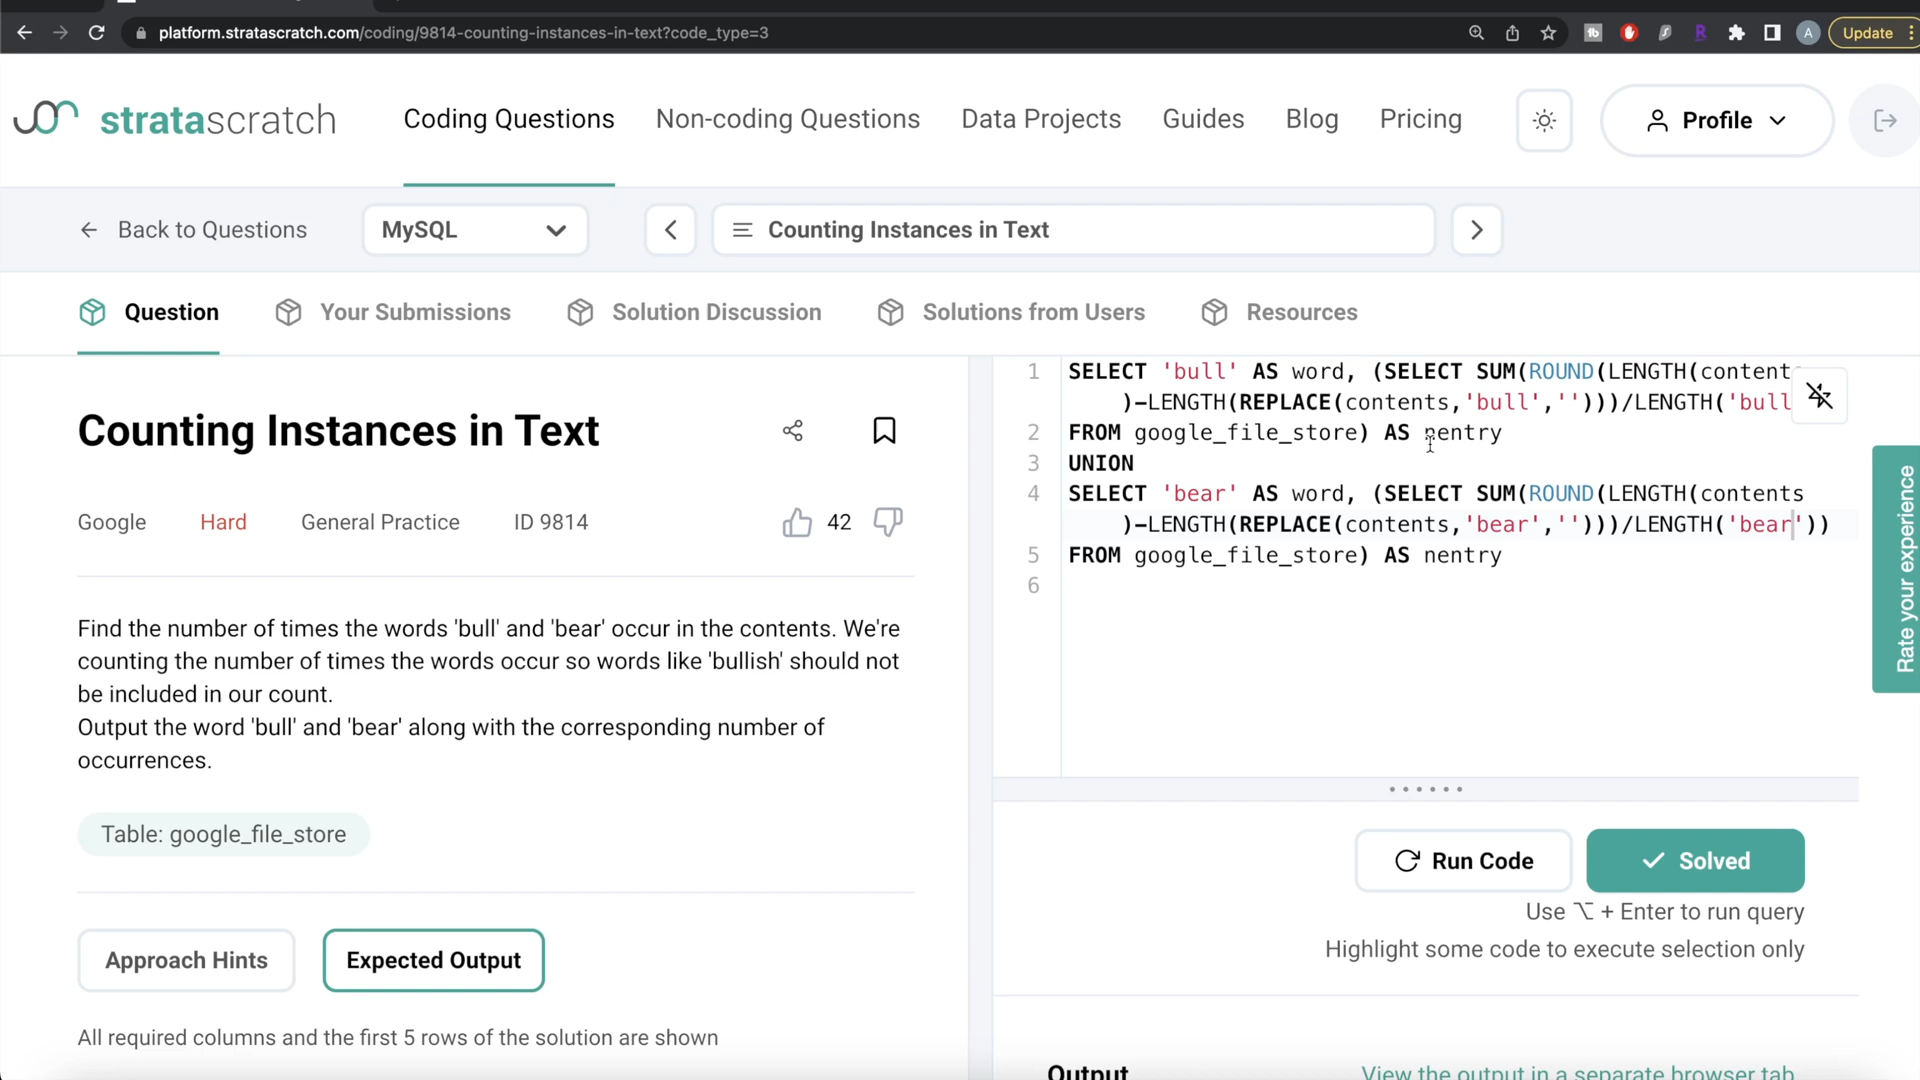 platform.stratascratch.com/coding/9814-counting-instances-in-text?code_type=3
tb
R
A
Update
stratascratch
Coding Questions
Non-coding Questions
Data Projects
Guides
Blog
Pricing
Profile
Back to Questions
MySQL
Counting Instances in Text
Question
Your Submissions
Solution Discussion
Solutions from Users
Resources
Counting Instances in Text
Google
Hard
General Practice
ID 9814
42
Find the number of times the words 'bull' and 'bear' occur in the contents. We're
counting the number of times the words occur so words like 'bullish' should not
be included in our count.
Output the word 'bull' and 'bear' along with the corresponding number of
occurrences.
Table: google_file_store
Approach Hints
Expected Output
All required columns and the first 5 rows of the solution are shown
1 SELECT 'bull' AS word, (SELECT SUM(ROUND(LENGTH(contents
)-LENGTH(REPLACE(contents,'bull','')))/LENGTH('bull
2 FROM google_file_store) AS nentry
3 UNION
4 SELECT 'bear' AS word, (SELECT SUM(ROUND(LENGTH(contents
)-LENGTH(REPLACE(contents,'bear','')))/LENGTH('bear'))
5 FROM google_file_store) AS nentry
6
Rate your experience
Run Code
Solved
Use ⌥ + Enter to run query
Highlight some code to execute selection only
Output
View the output in a separate browser tab